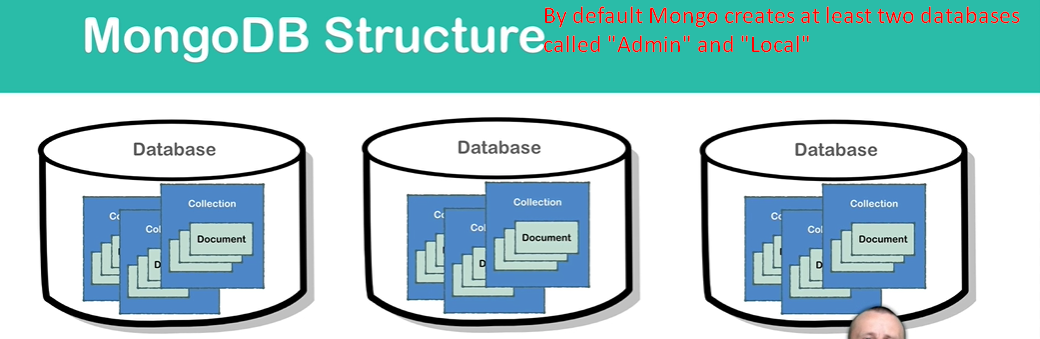 MongoDB Structure
By default Mongo creates at least two databases
called "Admin" and "Local"
Database
Collection
Document
Database
Collection
Document
Database
Collection
Document